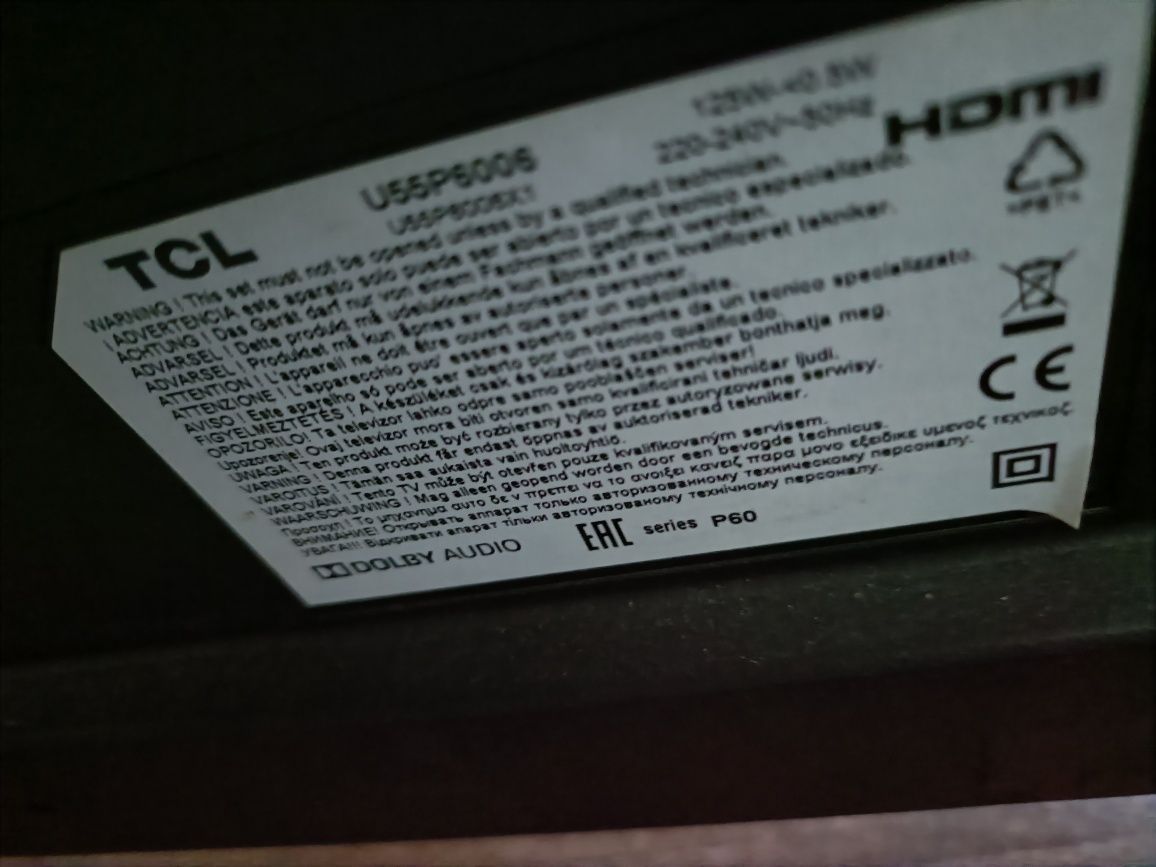 TCL
U55P6006
U55P6006X1
220-240V~50Hz
HDMI
WARNING ! This set must not be opened unless by a qualified technician.
! ADVERTENCIA este aparato solo puede ser abierto por un técnico especializado.
ACHTUNG ! Das Gerät darf nur von einem Fachmann geöffnet werden.
ADVARSEL ! Dette produkt må udelukkende kun åbnes af en kvalificeret tekniker.
ADVARSEL ! Produktet må kun åpnes av autoriserte personer.
ATTENTION ! L'appareil ne doit être ouvert que par un spécialiste.
ATTENZIONE ! L'apparecchio puo' essere aperto solamente da un tecnico specializzato.
AVISO ! Este aparelho só pode ser aberto por um técnico qualificado.
FIGYELMEZTETÉS ! A készüléket csak és kizárólag szakember bonthatja meg.
OPOZORILO! Ta televizor lahko odpre samo pooblaščen serviser!
Upozorenje! Ovaj televizor mora biti otvoren samo kvalificirani tehničar ljudi.
UWAGA ! Ten produkt może być rozbierany tylko przez autoryzowane serwisy.
VARNING ! Denna produkt får endast öppnas av auktoriserad tekniker.
VAROITUS ! Tämän saa aukaista vain huoltoyhtiö.
VAROVÁNI ! Tento TV může být otevřen pouze kvalifikovaným servisem.
WAARSCHUWING ! Mag alleen geopend worden door een bevoegde technicus.
Προσοχη ! Το μηχανημα αυτο δε ν πρεπει να το ανοιξει κανεις παρα μονο εξειδικε υμενος τεχνικος.
ВНИМАНИЕ! Открывать аппарат только авторизованному техническому персоналу.
УВАГА!!! Відкривати апарат тільки авторизованому технічному персоналу.
DOLBY AUDIO
EAC series P60
CE